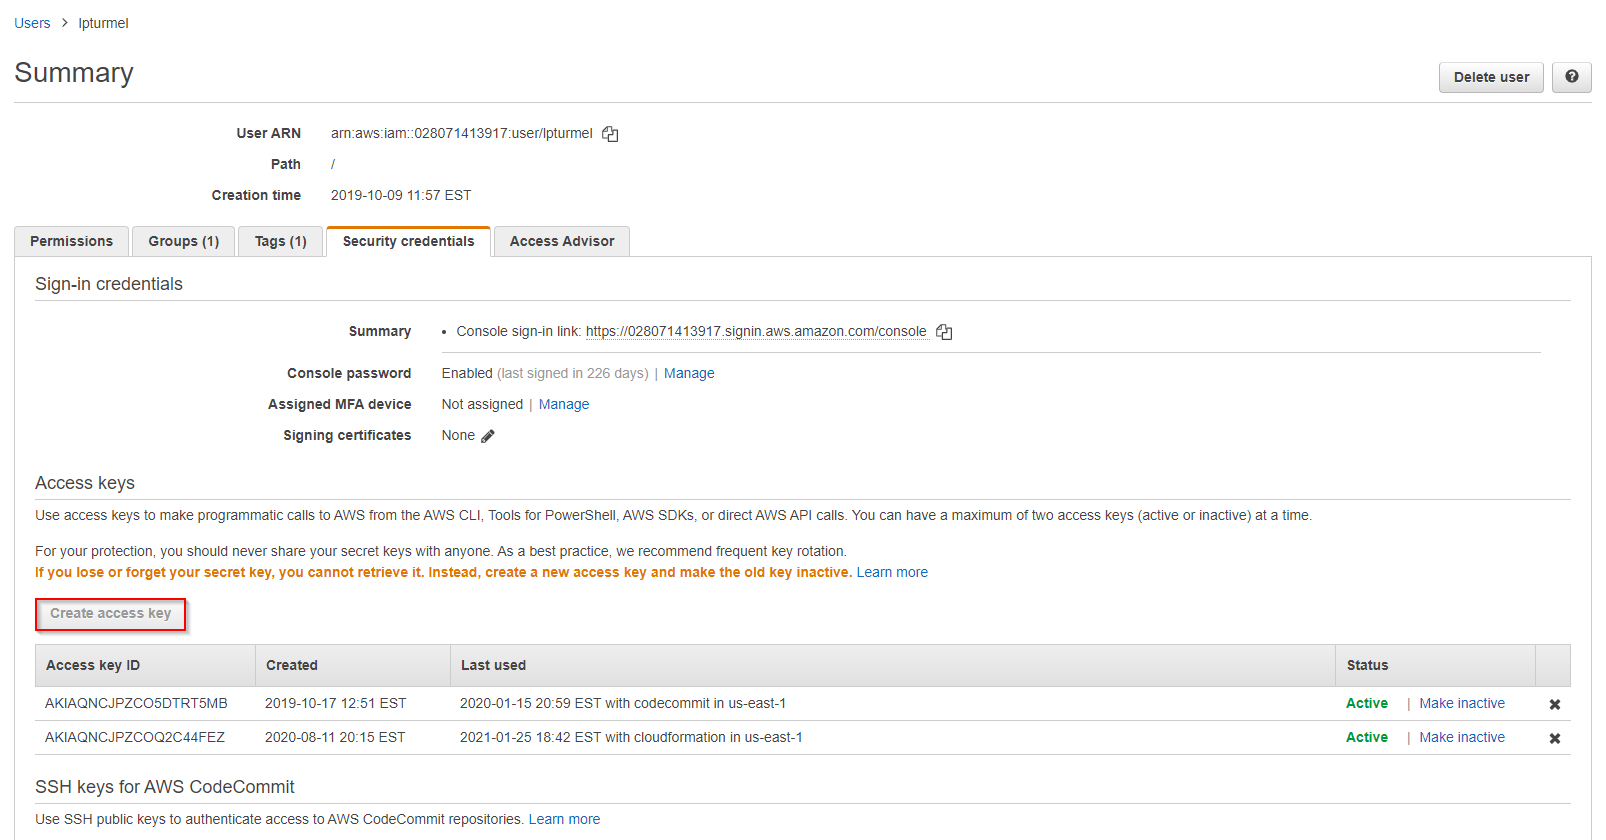 Users > lpturmel
Summary
Delete user
User ARN arn:aws:iam::028071413917:user/lpturmel
Path /
Creation time 2019-10-09 11:57 EST
Permissions Groups (1) Tags (1) Security credentials Access Advisor
Sign-in credentials
Summary • Console sign-in link: https://028071413917.signin.aws.amazon.com/console
Console password Enabled (last signed in 226 days) | Manage
Assigned MFA device Not assigned | Manage
Signing certificates None
Access keys
Use access keys to make programmatic calls to AWS from the AWS CLI, Tools for PowerShell, AWS SDKs, or direct AWS API calls. You can have a maximum of two access keys (active or inactive) at a time.
For your protection, you should never share your secret keys with anyone. As a best practice, we recommend frequent key rotation.
If you lose or forget your secret key, you cannot retrieve it. Instead, create a new access key and make the old key inactive. Learn more
Create access key
Access key ID Created Last used Status
AKIAQNCJPZCO5DTRT5MB 2019-10-17 12:51 EST 2020-01-15 20:59 EST with codecommit in us-east-1 Active | Make inactive
AKIAQNCJPZCOQ2C44FEZ 2020-08-11 20:15 EST 2021-01-25 18:42 EST with cloudformation in us-east-1 Active | Make inactive
SSH keys for AWS CodeCommit
Use SSH public keys to authenticate access to AWS CodeCommit repositories. Learn more